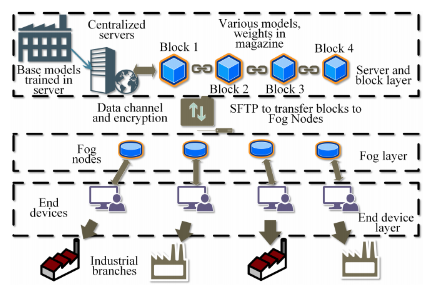 Centralized
servers
Various models,
weights in
magazine
Block 1
Block 4
Base models
trained in
server
Block 2
Block 3
Server and
block layer
Data channel
and encryption
SFTP to transfer blocks to
Fog Nodes
Fog
nodes
Fog layer
End
devices
End device
layer
Industrial
branches